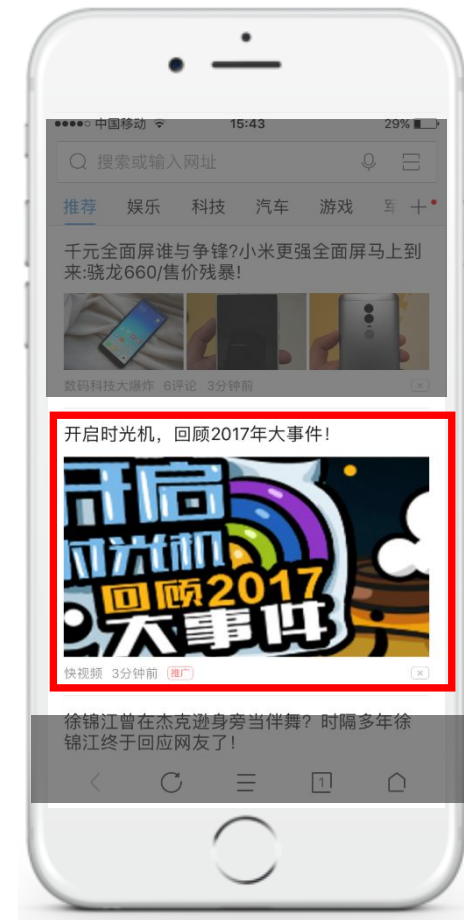 中国移动 15:43 29%
搜索或输入网址
推荐 娱乐 科技 汽车 游戏
千元全面屏谁与争锋?小米更强全面屏马上到
来:骁龙660/售价残暴!
数码科技大爆炸 6评论 3分钟前
开启时光机，回顾2017年大事件!
开启
时光机
回顾2017
大事件
快视频 3分钟前 推广
徐锦江曾在杰克逊身旁当伴舞？时隔多年徐
锦江终于回应网友了!
1